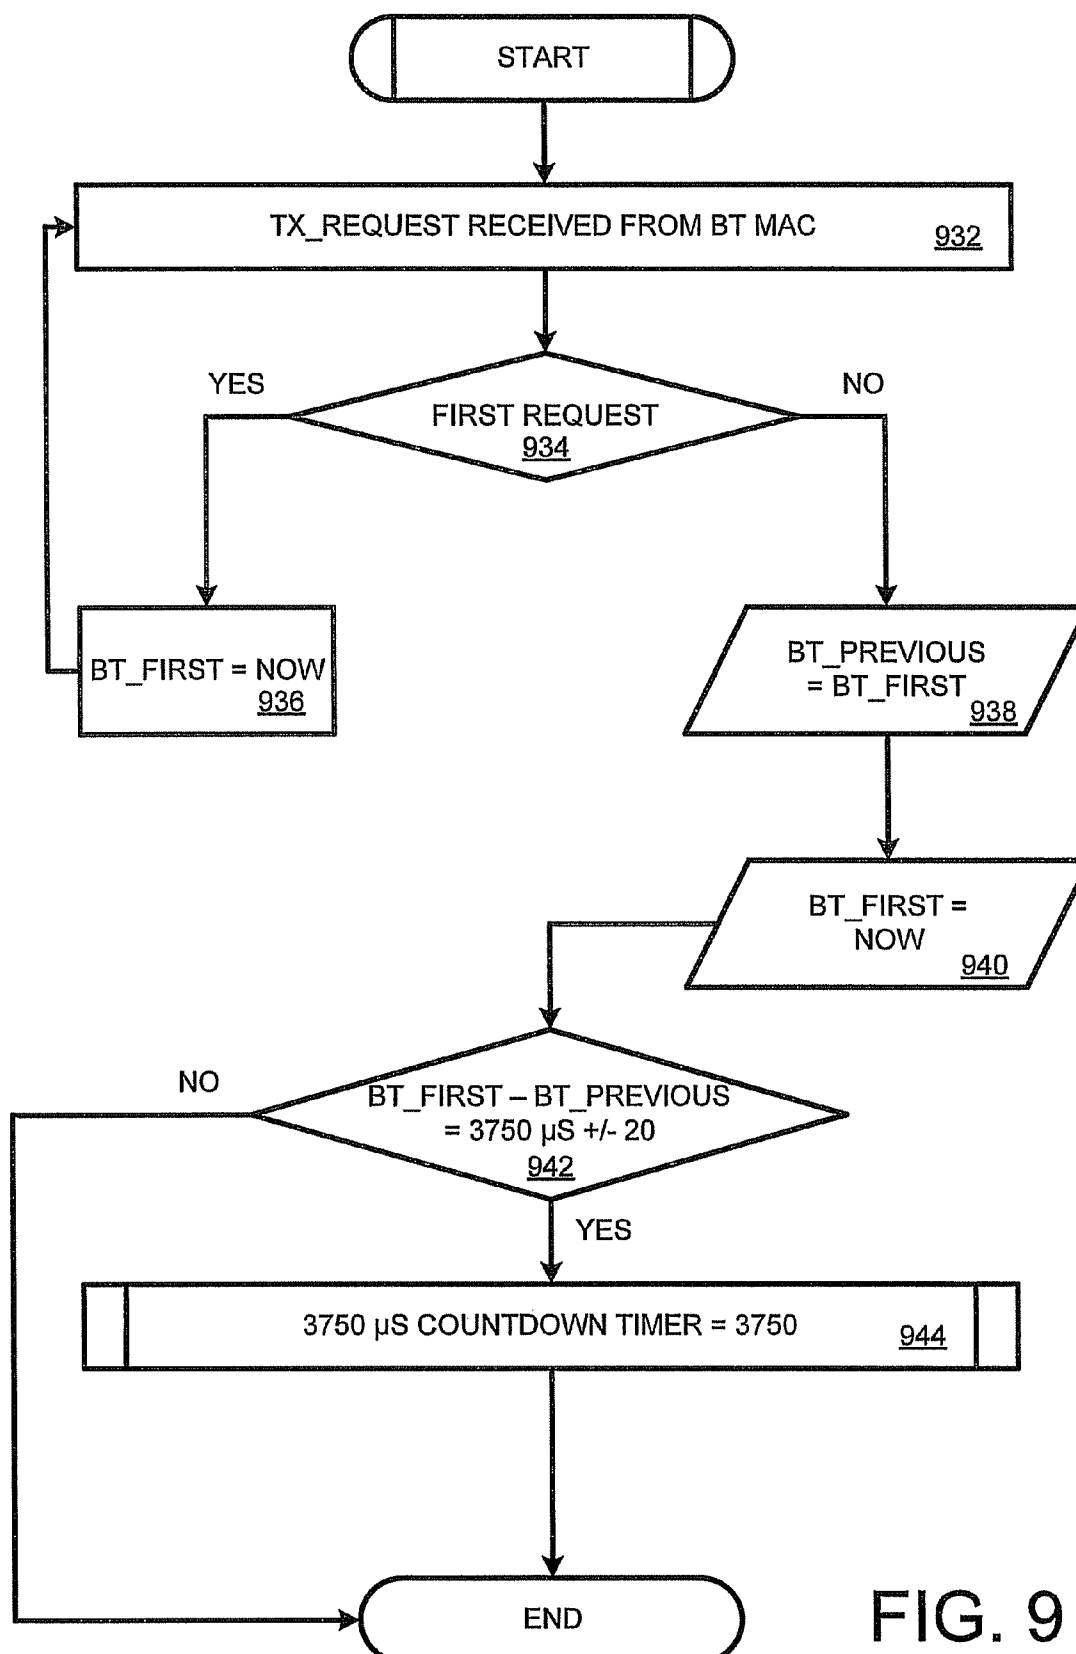 START
TX_REQUEST RECEIVED FROM BT MAC
932
YES
NO
FIRST REQUEST
934
BT_FIRST = NOW
936
BT_PREVIOUS
= BT_FIRST
938
BT_FIRST =
NOW
940
NO
BT_FIRST – BT_PREVIOUS
= 3750 µS +/- 20
942
YES
3750 µS COUNTDOWN TIMER = 3750
944
END
FIG. 9